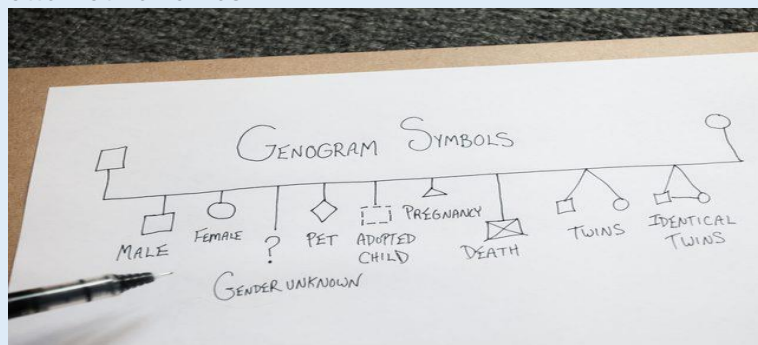 GENOGRAM SYMBOLS
MALE
FEMALE
?
GENDER UNKNOWN
PET
ADOPTED
CHILD
PREGNANCY
DEATH
TWINS
IDENTICAL
TWINS